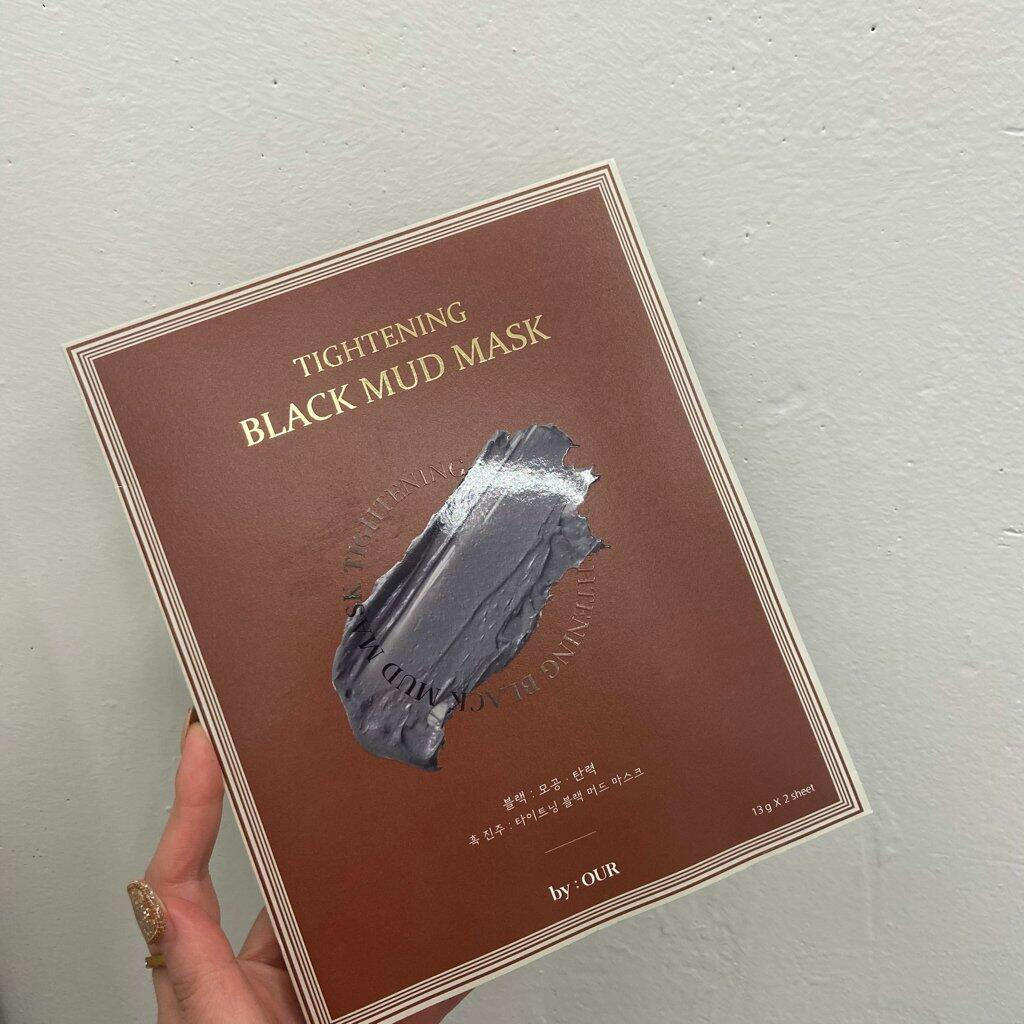 TIGHTENING
BLACK MUD MASK
MASK TIGHTENING
TIGHTENING BLACK MUD
블랙 : 모공 · 탄력
흑 진주 : 타이트닝 블랙 머드 마스크
13 g X 2 sheet
by : OUR